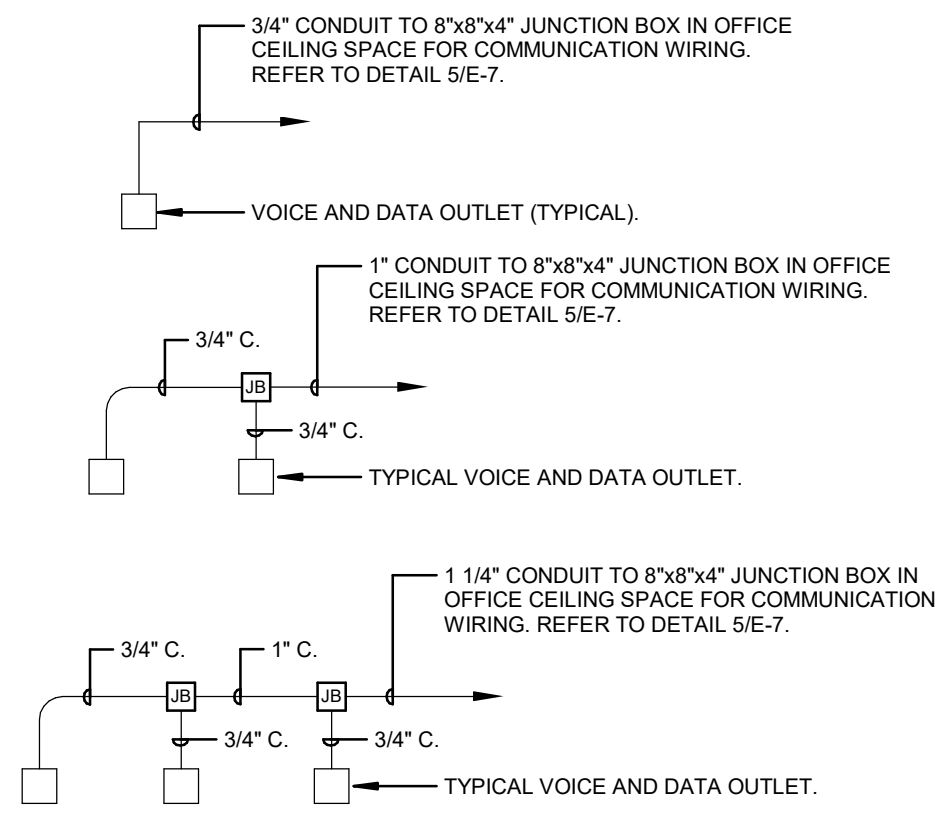 3/4" CONDUIT TO 8"x8"x4" JUNCTION BOX IN OFFICE
CEILING SPACE FOR COMMUNICATION WIRING.
REFER TO DETAIL 5/E-7.
VOICE AND DATA OUTLET (TYPICAL).
1" CONDUIT TO 8"x8"x4" JUNCTION BOX IN OFFICE
CEILING SPACE FOR COMMUNICATION WIRING.
REFER TO DETAIL 5/E-7.
3/4" C.
JB
3/4" C.
TYPICAL VOICE AND DATA OUTLET.
1 1/4" CONDUIT TO 8"x8"x4" JUNCTION BOX IN
OFFICE CEILING SPACE FOR COMMUNICATION
WIRING. REFER TO DETAIL 5/E-7.
3/4" C.
1" C.
JB
JB
3/4" C.
3/4" C.
TYPICAL VOICE AND DATA OUTLET.